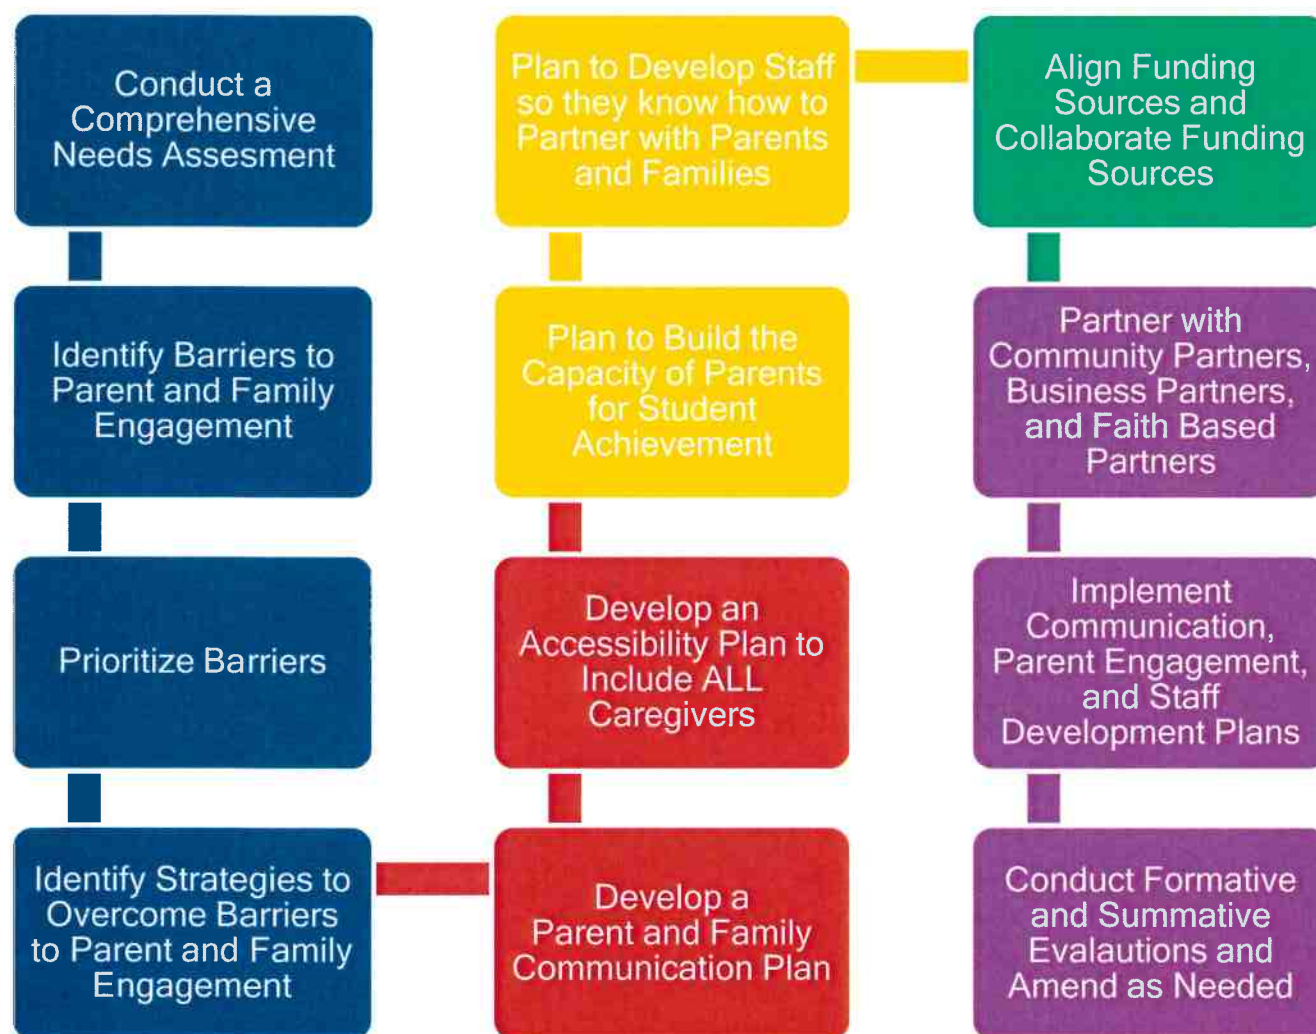 Conduct a
Comprehensive
Needs Assesment
Identify Barriers to
Parent and Family
Engagement
Prioritize Barriers
Identify Strategies to
Overcome Barriers
to Parent and Family
Engagement
Develop a
Parent and Family
Communication Plan
Develop an
Accessibility Plan to
Include ALL
Caregivers
Plan to Build the
Capacity of Parents
for Student
Achievement
Plan to Develop Staff
so they know how to
Partner with Parents
and Families
Align Funding
Sources and
Collaborate Funding
Sources
Partner with
Community Partners,
Business Partners,
and Faith Based
Partners
Implement
Communication,
Parent Engagement,
and Staff
Development Plans
Conduct Formative
and Summative
Evalautions and
Amend as Needed